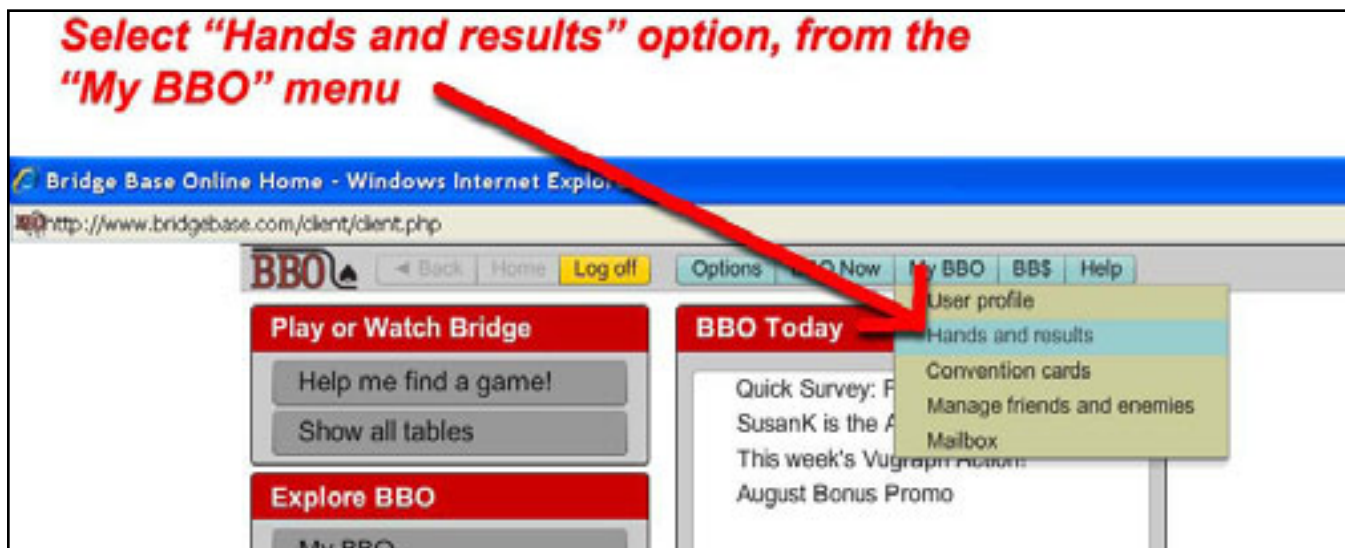 Select “Hands and results” option, from the
“My BBO” menu
Bridge Base Online Home - Windows Internet
http://www.bridgebase.com/client/client.php
BBO Back Home Log off Options Now My BBO BB$ Help
User profile
Play or Watch Bridge
BBO Today
Hands and results
Help me find a game!
Convention cards
Quick Survey:
Manage friends and enemies
Show all tables
SusanK is the
Mailbox
This week's Vugraph Action!
Explore BBO
August Bonus Promo
My BBO